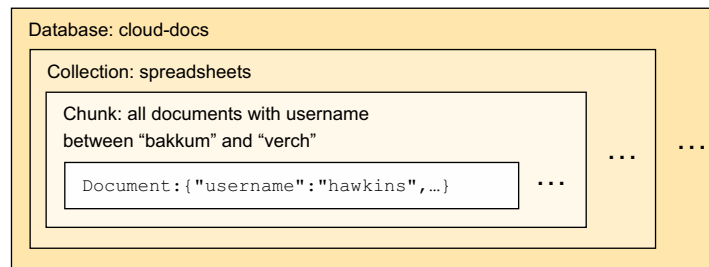 Database: cloud-docs
Collection: spreadsheets
Chunk: all documents with username
between “bakkum” and “verch”
Document:{"username":"hawkins",…}
...
...
...